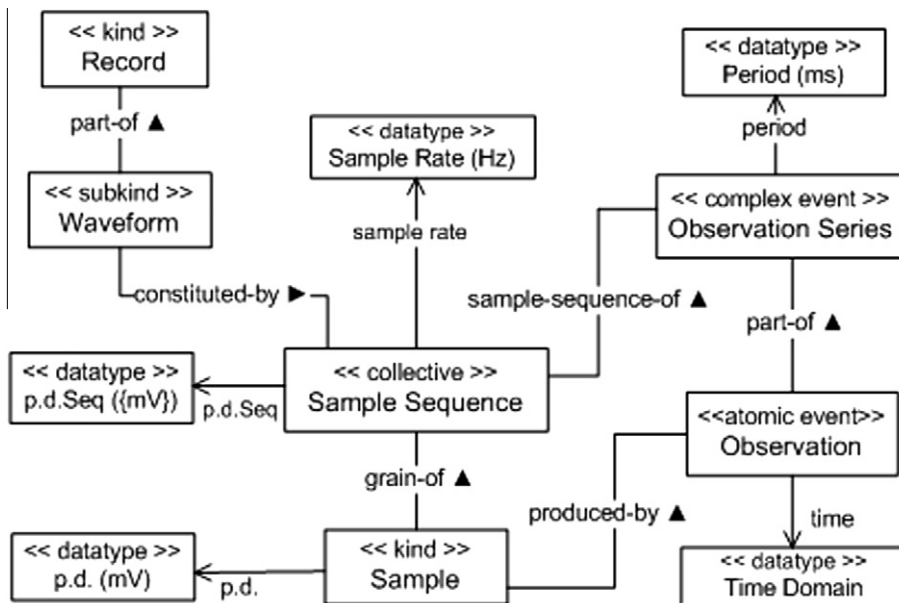 << kind >>
Record
part-of ▲
<< subkind >>
Waveform
constituted-by ►
<< datatype >>
Sample Rate (Hz)
sample rate
<< datatype >>
Period (ms)
period
<< complex event >>
Observation Series
sample-sequence-of ▲
part-of ▲
<< datatype >>
p.d.Seq ({mV})
p.d.Seq
<< collective >>
Sample Sequence
<<atomic event>>
Observation
grain-of ▲
produced-by ▲
time
<< datatype >>
p.d. (mV)
p.d.
<< kind >>
Sample
<< datatype >>
Time Domain